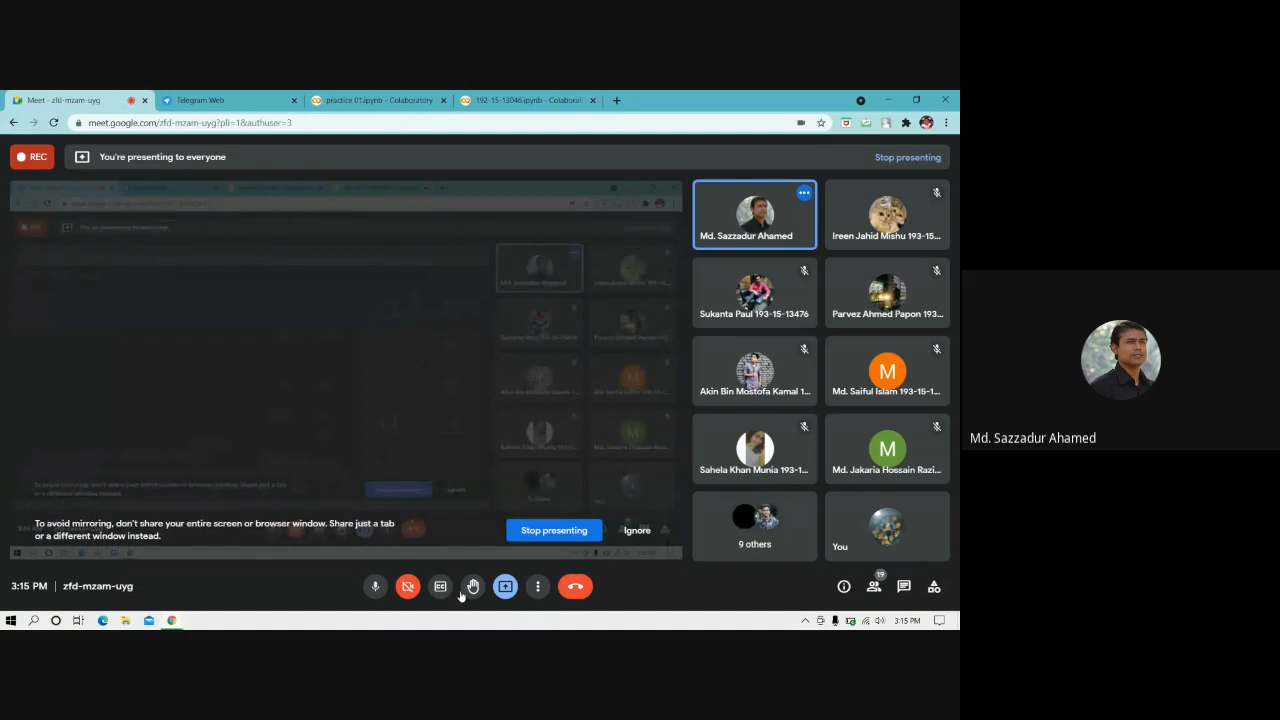 Meet - zfd-mzam-uyg
Telegram Web
practice 01.ipynb - Colaboratory
192-15-13046.ipynb - Colaborat
meet.google.com/zfd-mzam-uyg?pli=1&authuser=3
REC
You're presenting to everyone
Stop presenting
Md. Sazzadur Ahamed
Ireen Jahid Mishu 193-15...
Sukanta Paul 193-15-13476
Parvez Ahmed Papon 193...
Akin Bin Mostofa Kamal 1...
M
Md. Saiful Islam 193-15-1...
Sahela Khan Munia 193-1...
M
Md. Jakaria Hossain Razi...
9 others
You
To avoid mirroring, don't share your entire screen or browser window. Share just a tab
or a different window instead.
Stop presenting
Ignore
3:15 PM | zfd-mzam-uyg
19
3:15 PM
Md. Sazzadur Ahamed